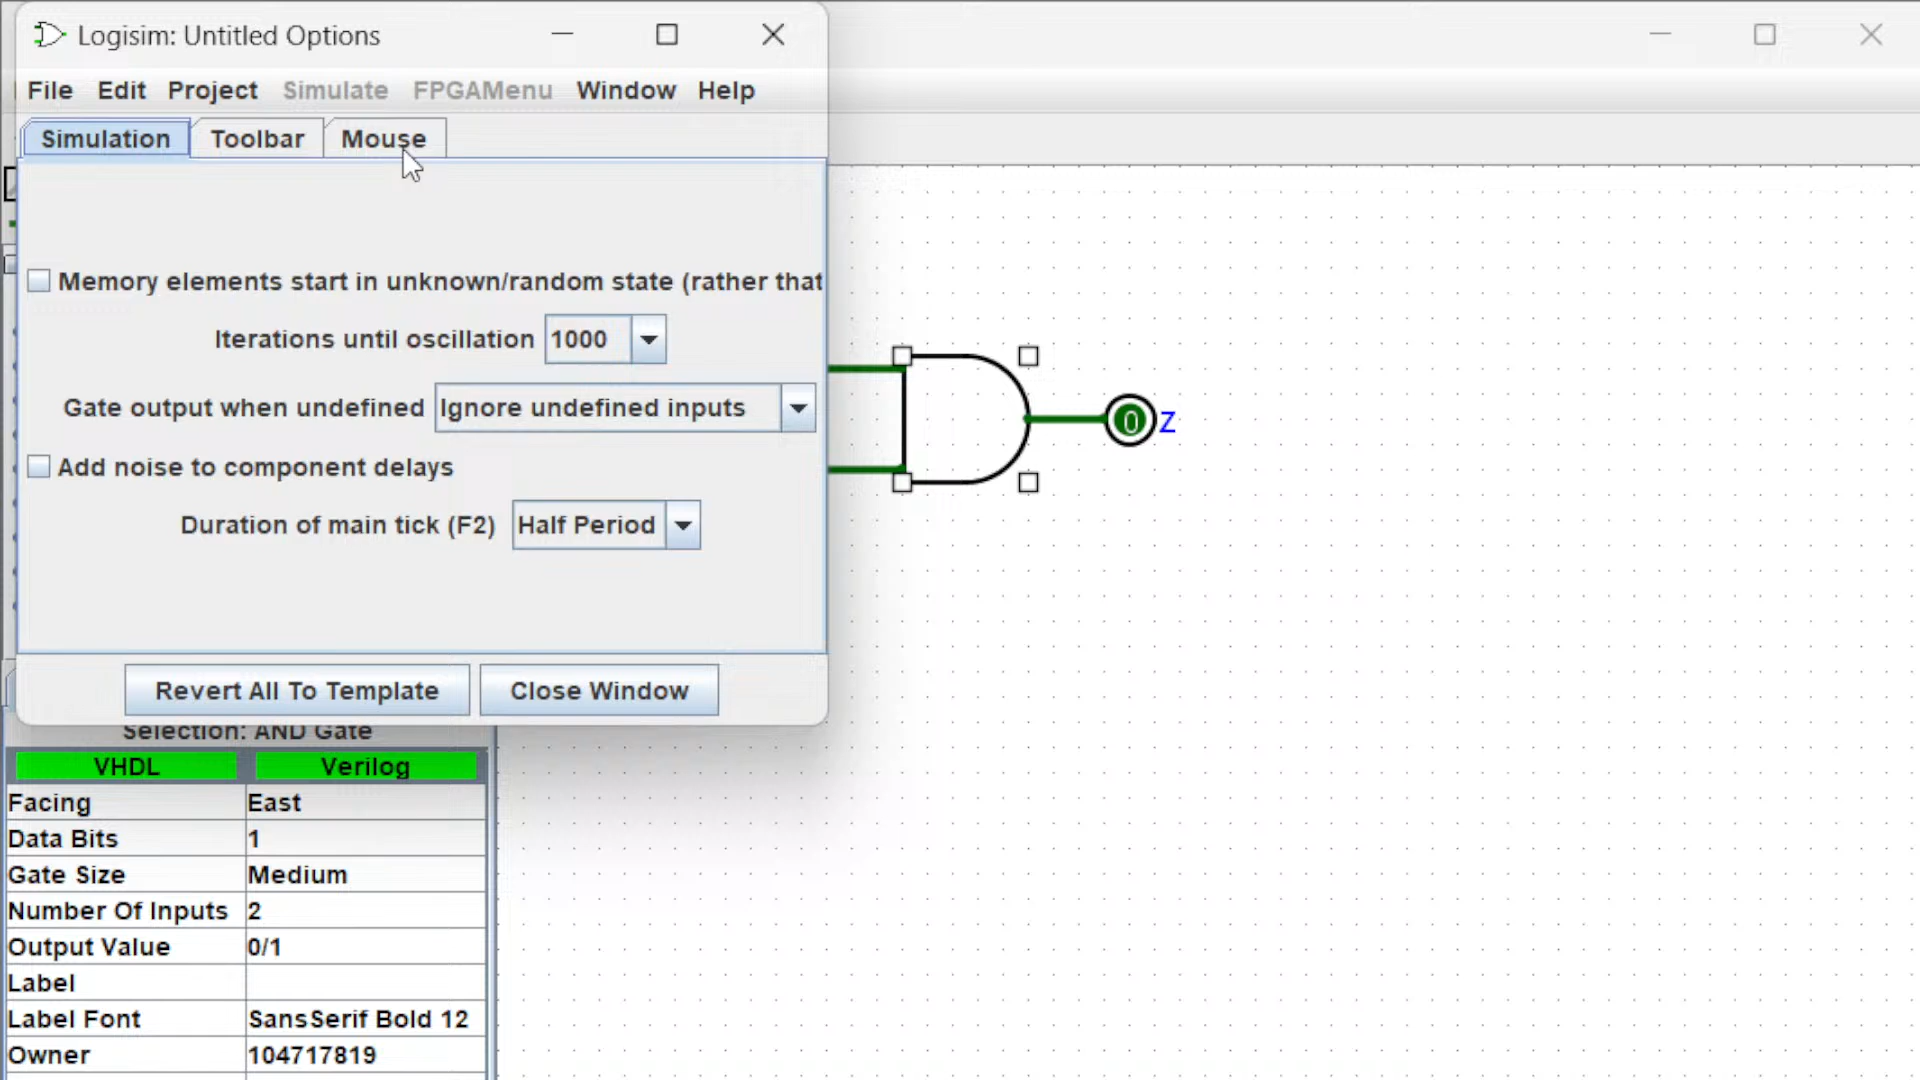 Logisim: Untitled Options
File Edit Project Simulate FPGAMenu Window Help
Simulation Toolbar Mouse
Memory elements start in unknown/random state (rather that
Iterations until oscillation 1000
Gate output when undefined Ignore undefined inputs
Add noise to component delays
Duration of main tick (F2) Half Period
Revert All To Template Close Window
0 Z
Selection: AND Gate
VHDL Verilog
Facing East
Data Bits 1
Gate Size Medium
Number Of Inputs 2
Output Value 0/1
Label
Label Font SansSerif Bold 12
Owner 104717819